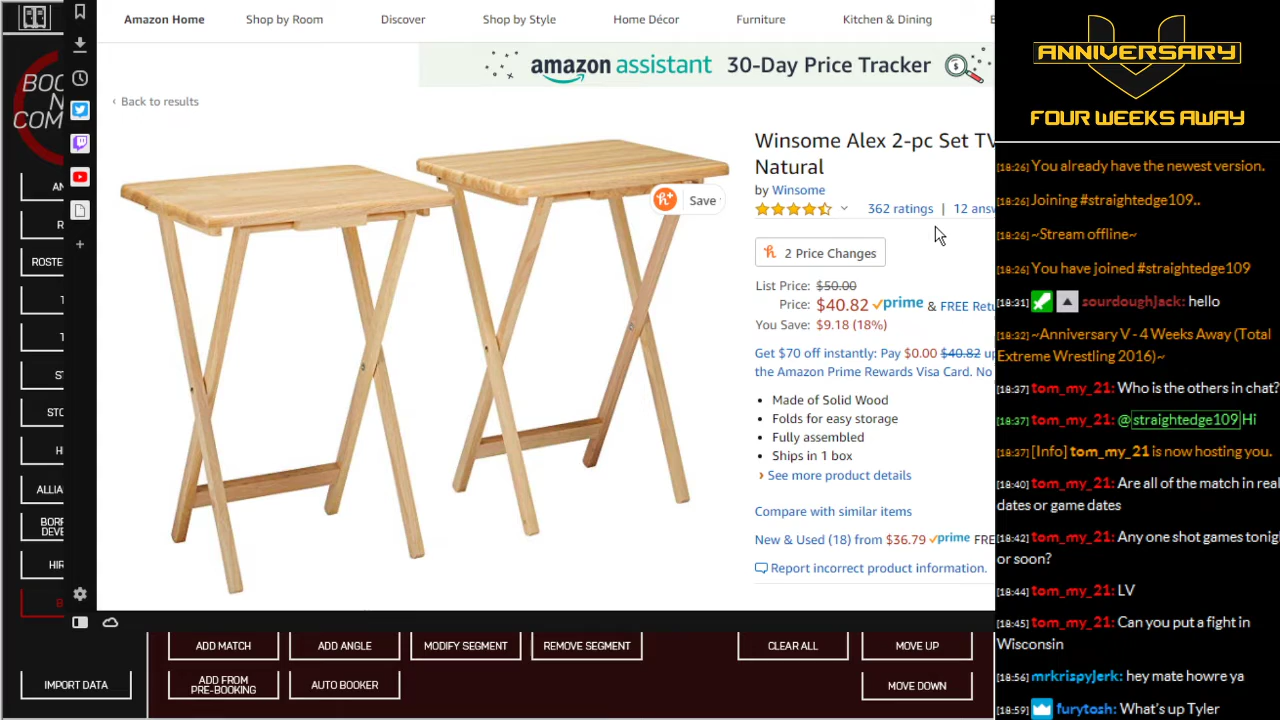 Amazon Home
Shop by Room
Discover
Shop by Style
Home Décor
Furniture
Kitchen & Dining
amazon assistant 30-Day Price Tracker
‹ Back to results
Winsome Alex 2-pc Set TV
Natural
by Winsome
362 ratings | 12 answ
Save
2 Price Changes
List Price: $50.00
Price: $40.82 prime & FREE Retu
You Save: $9.18 (18%)
Get $70 off instantly: Pay $0.00 $40.82 up
the Amazon Prime Rewards Visa Card. No
• Made of Solid Wood
• Folds for easy storage
• Fully assembled
• Ships in 1 box
› See more product details
Compare with similar items
New & Used (18) from $36.79 prime FRE
Report incorrect product information.
BOO
N
COM
AN
R
ROSTE
T
T
ST
STO
H
ALLIA
BORR
DEVE
HIR
B
IMPORT DATA
ADD MATCH
ADD ANGLE
MODIFY SEGMENT
REMOVE SEGMENT
CLEAR ALL
MOVE UP
ADD FROM
PRE-BOOKING
AUTO BOOKER
MOVE DOWN
ANNIVERSARY
FOUR WEEKS AWAY
[18:26] You already have the newest version.
[18:26] Joining #straightedge109..
[18:26] ~Stream offline~
[18:26] You have joined #straightedge109
[18:31] sourdoughjack: hello
[18:32] ~Anniversary V - 4 Weeks Away (Total
Extreme Wrestling 2016)~
[18:37] tom_my_21: Who is the others in chat?
[18:37] tom_my_21: @straightedge109 Hi
[18:37] [Info] tom_my_21 is now hosting you.
[18:40] tom_my_21: Are all of the match in real
dates or game dates
[18:42] tom_my_21: Any one shot games tonig
or soon?
[18:44] tom_my_21: LV
[18:45] tom_my_21: Can you put a fight in
Wisconsin
[18:56] mrkrispyjerk: hey mate howre ya
[18:59] furytosh: What's up Tyler